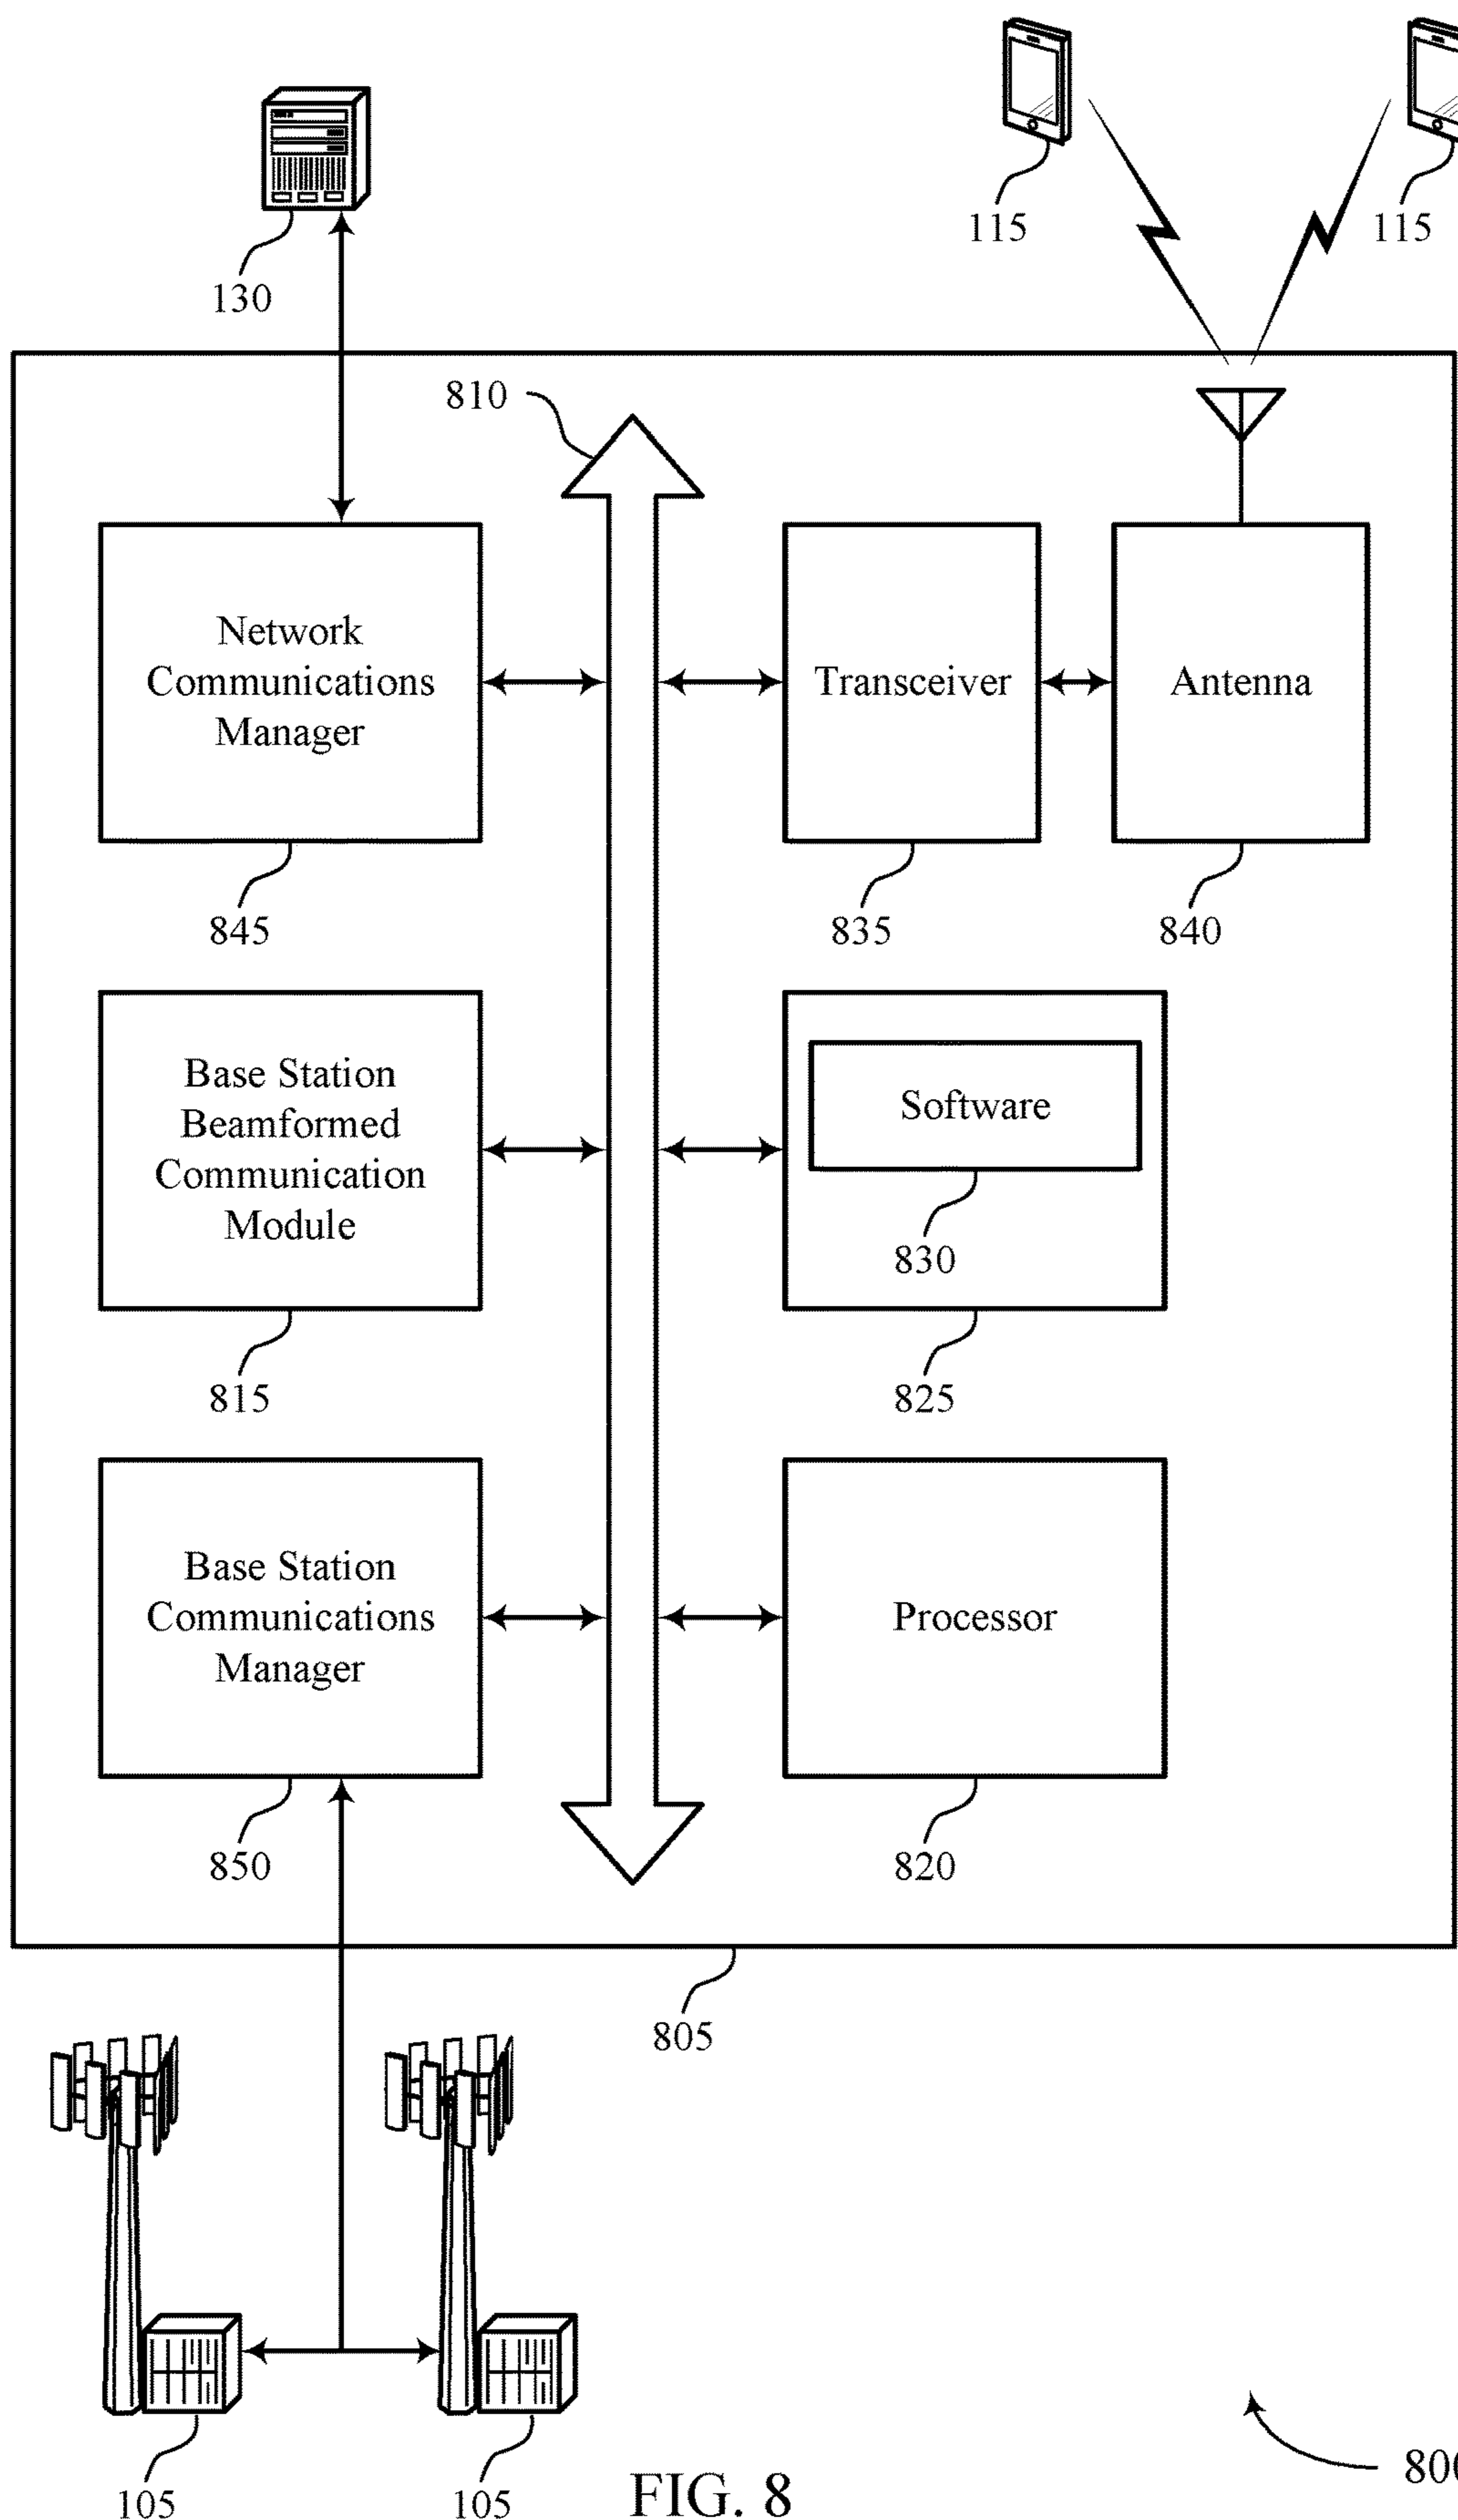 115
115
130
810
Network
Communications
Manager
Transceiver
Antenna
845
835
840
Base Station
Beamformed
Communication
Module
Software
830
815
825
Base Station
Communications
Manager
Processor
850
820
805
800
105
105
FIG. 8